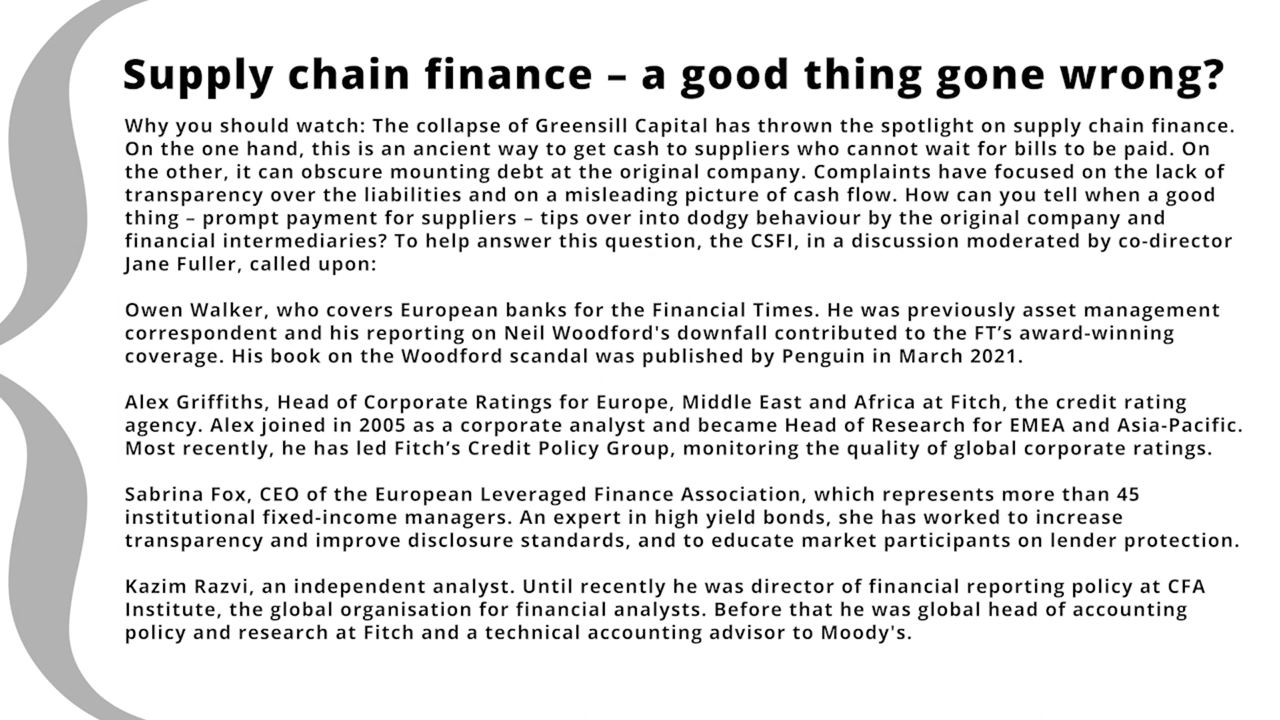 Supply chain finance – a good thing gone wrong?
Why you should watch: The collapse of Greensill Capital has thrown the spotlight on supply chain finance.
On the one hand, this is an ancient way to get cash to suppliers who cannot wait for bills to be paid. On
the other, it can obscure mounting debt at the original company. Complaints have focused on the lack of
transparency over the liabilities and on a misleading picture of cash flow. How can you tell when a good
thing – prompt payment for suppliers – tips over into dodgy behaviour by the original company and
financial intermediaries? To help answer this question, the CSFI, in a discussion moderated by co-director
Jane Fuller, called upon:
Owen Walker, who covers European banks for the Financial Times. He was previously asset management
correspondent and his reporting on Neil Woodford's downfall contributed to the FT’s award-winning
coverage. His book on the Woodford scandal was published by Penguin in March 2021.
Alex Griffiths, Head of Corporate Ratings for Europe, Middle East and Africa at Fitch, the credit rating
agency. Alex joined in 2005 as a corporate analyst and became Head of Research for EMEA and Asia-Pacific.
Most recently, he has led Fitch’s Credit Policy Group, monitoring the quality of global corporate ratings.
Sabrina Fox, CEO of the European Leveraged Finance Association, which represents more than 45
institutional fixed-income managers. An expert in high yield bonds, she has worked to increase
transparency and improve disclosure standards, and to educate market participants on lender protection.
Kazim Razvi, an independent analyst. Until recently he was director of financial reporting policy at CFA
Institute, the global organisation for financial analysts. Before that he was global head of accounting
policy and research at Fitch and a technical accounting advisor to Moody's.